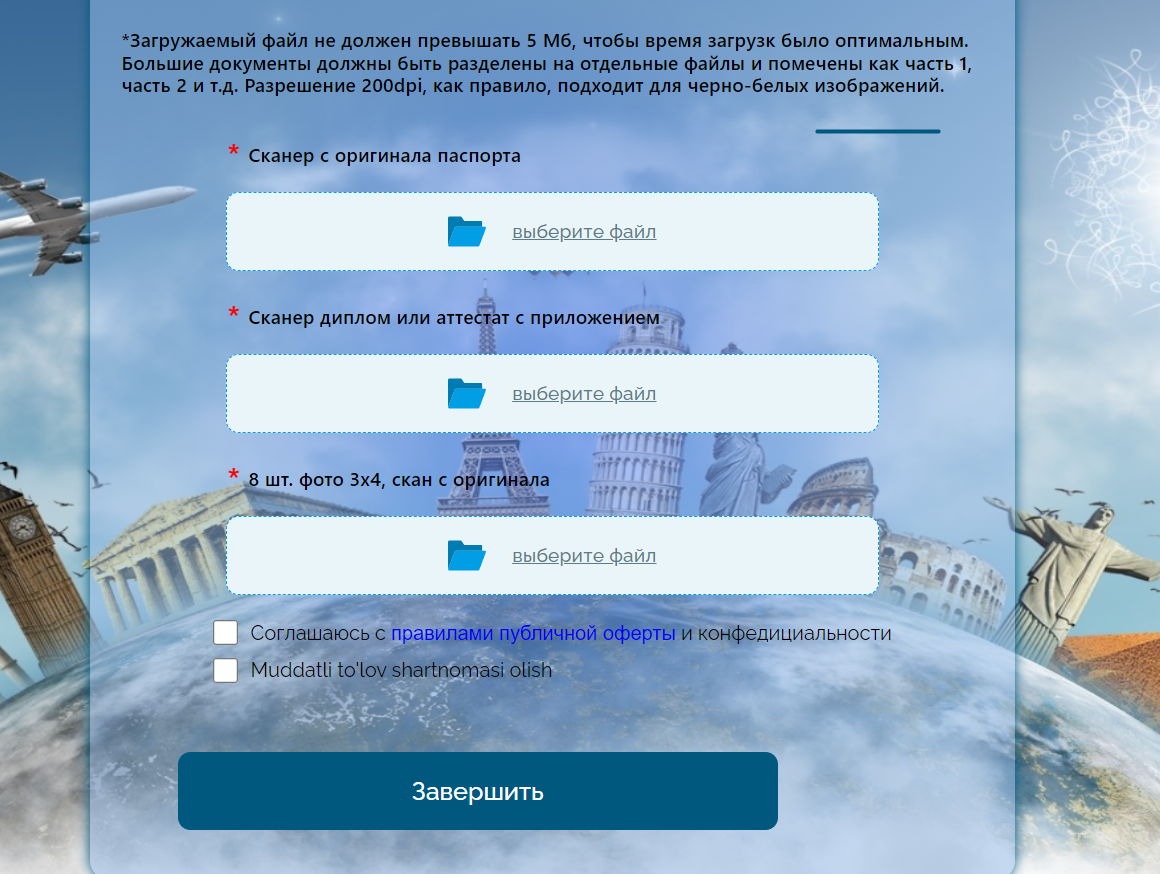 *Загружаемый файл не должен превышать 5 Мб, чтобы время загрузк было оптимальным.
Большие документы должны быть разделены на отдельные файлы и помечены как часть 1,
часть 2 и т.д. Разрешение 200dpi, как правило, подходит для черно-белых изображений.
* Сканер с оригинала паспорта
выберите файл
* Сканер диплом или аттестат с приложением
выберите файл
* 8 шт. фото 3х4, скан с оригинала
выберите файл
Соглашаюсь с правилами публичной оферты и конфедициальности
Muddatli to'lov shartnomasi olish
Завершить